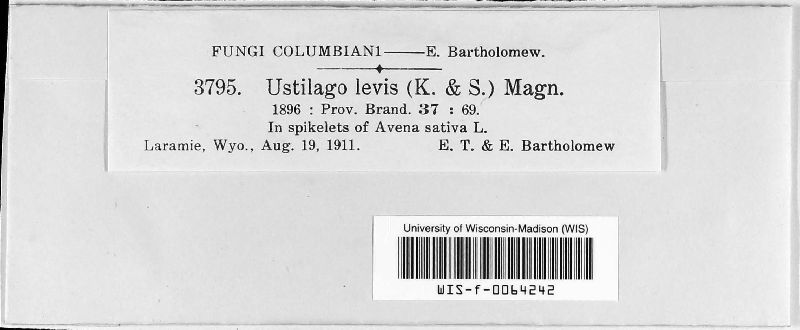 FUNGI COLUMBIANI——E. Bartholomew.
3795. Ustilago levis (K. & S.) Magn.
1896 : Prov. Brand. 37 : 69.
In spikelets of Avena sativa L.
Laramie, Wyo., Aug. 19, 1911. E. T. & E. Bartholomew
University of Wisconsin-Madison (WIS)
WIS-f-0064242